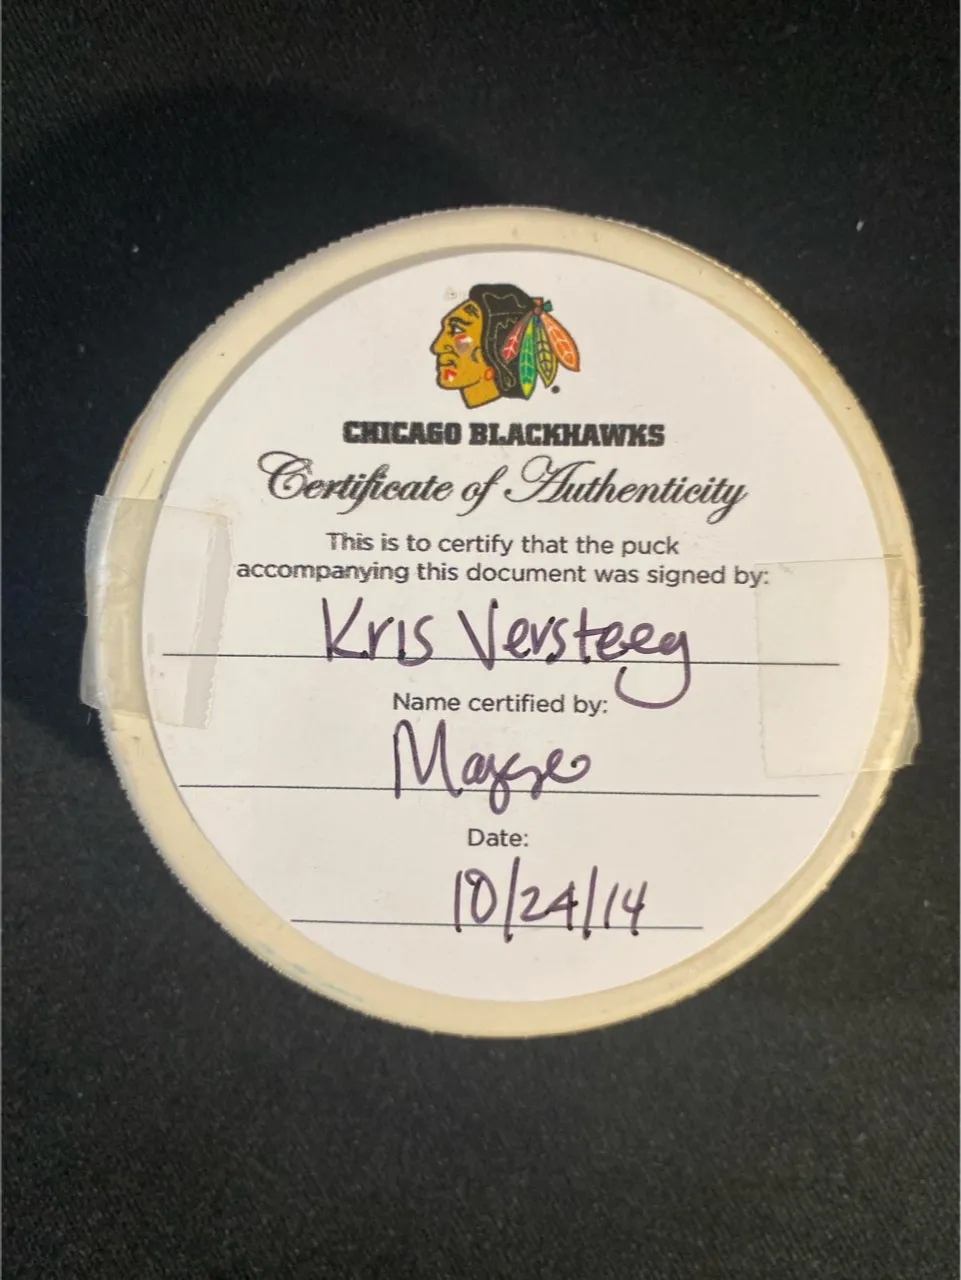 CHICAGO BLACKHAWKS
Certificate of Authenticity
This is to certify that the puck
accompanying this document was signed by:
Kris Versteeg
Name certified by:
Date:
10/24/14